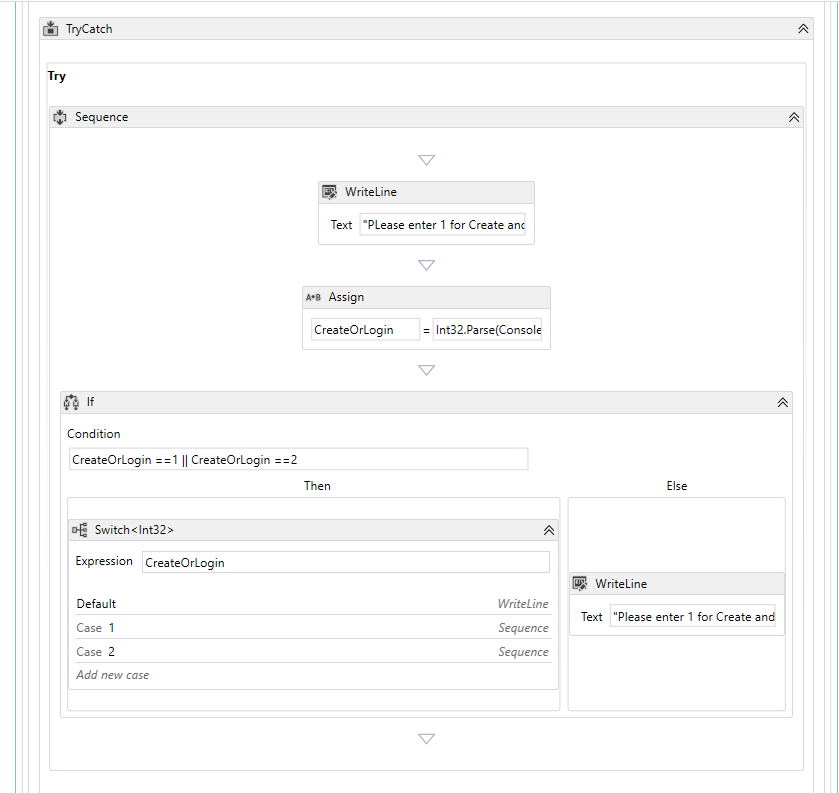 TryCatch
Try
Sequence
WriteLine
Text "PLease enter 1 for Create and
A+B Assign
CreateOrLogin = Int32.Parse(Console
If
Condition
CreateOrLogin ==1 || CreateOrLogin ==2
Then Else
Switch<Int32>
Expression CreateOrLogin
Default WriteLine
Case 1 Sequence
Case 2 Sequence
Add new case
WriteLine
Text "Please enter 1 for Create and